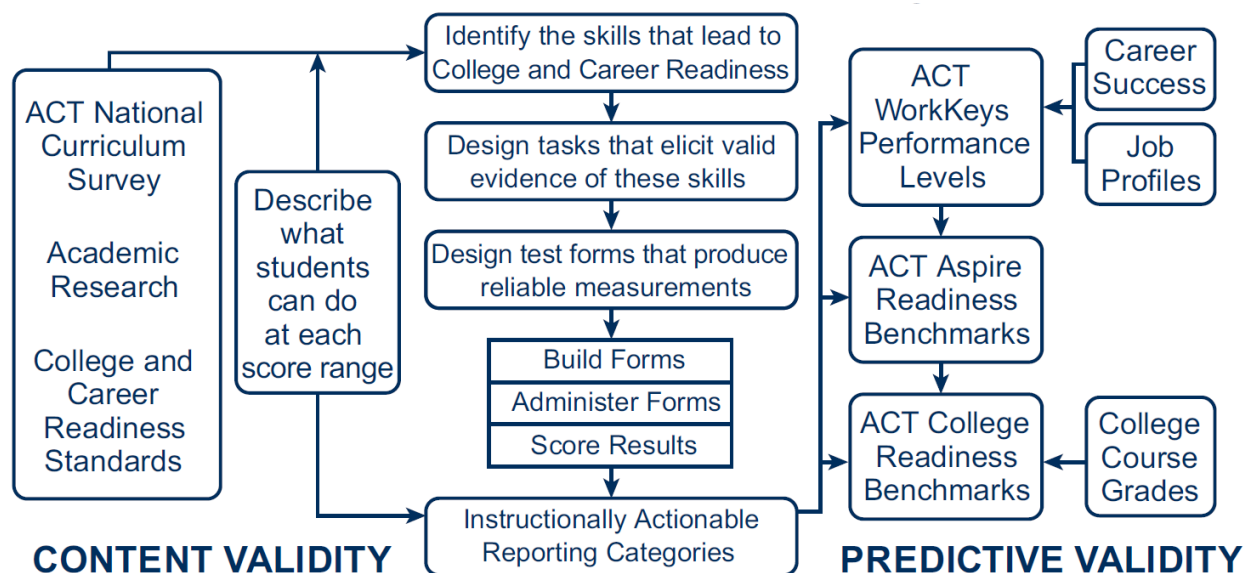 ACT National
Curriculum
Survey
Academic
Research
College and
Career
Readiness
Standards
Describe
what
students
can do
at each
score range
CONTENT VALIDITY
Identify the skills that lead to
College and Career Readiness
Design tasks that elicit valid
evidence of these skills
Design test forms that produce
reliable measurements
Build Forms
Administer Forms
Score Results
Instructionally Actionable
Reporting Categories
ACT
WorkKeys
Performance
Levels
ACT Aspire
Readiness
Benchmarks
ACT College
Readiness
Benchmarks
Career
Success
Job
Profiles
College
Course
Grades
PREDICTIVE VALIDITY